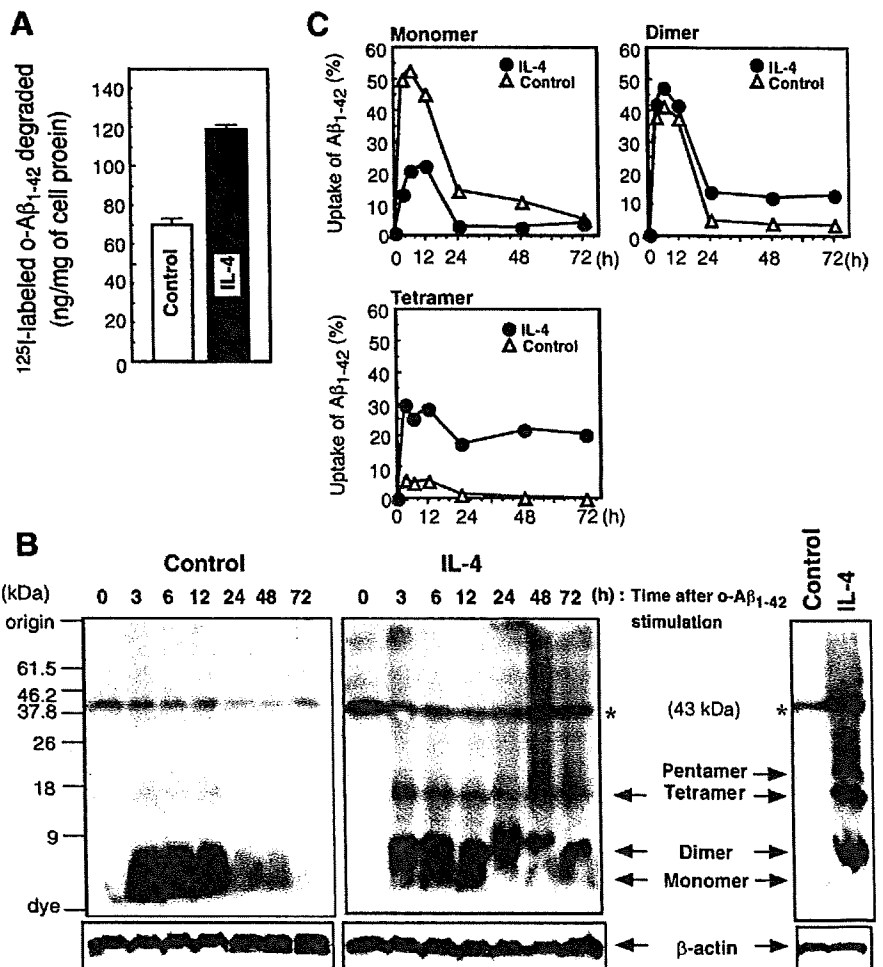 A
125I-labeled o-Aβ1-42 degraded
(ng/mg of cell proein)
140
120
100
80
60
40
20
0
Control
IL-4
C
Monomer
Uptake of Aβ1-42 (%)
60
50
40
30
20
10
0
IL-4
Control
0 12 24 48 72 (h)
Dimer
60
50
40
30
20
10
0
IL-4
Control
0 12 24 48 72 (h)
Tetramer
Uptake of Aβ1-42 (%)
60
50
40
30
20
10
0
IL-4
Control
0 12 24 48 72 (h)
B
Control
IL-4
(kDa)
0 3 6 12 24 48 72
0 3 6 12 24 48 72 (h) : Time after o-Aβ1-42
stimulation
Control
IL-4
origin
61.5
46.2
37.8
26
18
9
dye
* (43 kDa) *
Pentamer
Tetramer
Dimer
Monomer
β-actin